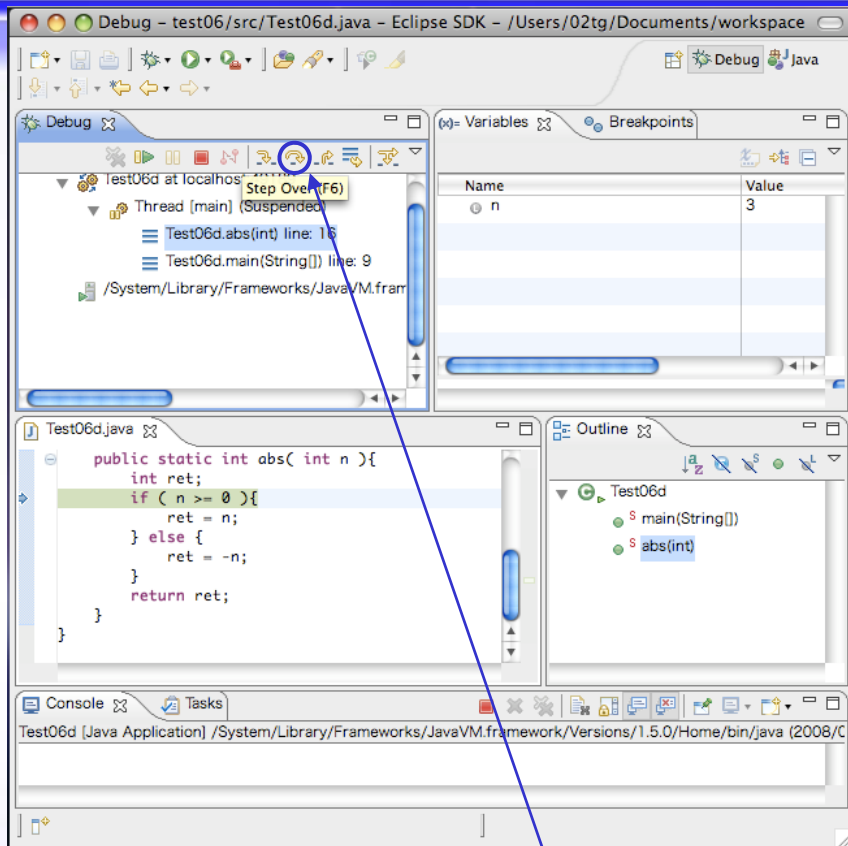 Debug - test06/src/Test06d.java - Eclipse SDK - /Users/02tg/Documents/workspace
Debug Java
Debug
Variables Breakpoints
Step Over (F6)
Test06d at localhost
Thread [main] (Suspended)
Test06d.abs(int) line: 16
Test06d.main(String[]) line: 9
/System/Library/Frameworks/JavaVM.fram
Name Value
n 3
Test06d.java
public static int abs( int n ){
int ret;
if ( n >= 0 ){
ret = n;
} else {
ret = -n;
}
return ret;
}
}
Outline
Test06d
S main(String[])
S abs(int)
Console Tasks
Test06d [Java Application] /System/Library/Frameworks/JavaVM.framework/Versions/1.5.0/Home/bin/java (2008/0